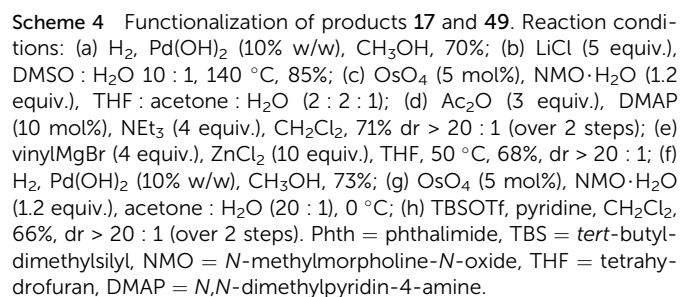 Scheme 4 Functionalization of products 17 and 49. Reaction condi-
tions: (a) H₂, Pd(OH)₂ (10% w/w), CH₃OH, 70%; (b) LiCl (5 equiv.),
DMSO : H₂O 10 : 1, 140 °C, 85%; (c) OsO₄ (5 mol%), NMO·H₂O (1.2
equiv.), THF : acetone : H₂O (2 : 2 : 1); (d) Ac₂O (3 equiv.), DMAP
(10 mol%), NEt₃ (4 equiv.), CH₂Cl₂, 71% dr > 20 : 1 (over 2 steps); (e)
vinylMgBr (4 equiv.), ZnCl₂ (10 equiv.), THF, 50 °C, 68%, dr > 20 : 1; (f)
H₂, Pd(OH)₂ (10% w/w), CH₃OH, 73%; (g) OsO₄ (5 mol%), NMO·H₂O
(1.2 equiv.), acetone : H₂O (20 : 1), 0 °C; (h) TBSOTf, pyridine, CH₂Cl₂,
66%, dr > 20 : 1 (over 2 steps). Phth = phthalimide, TBS = tert-butyl-
dimethylsilyl, NMO = N-methylmorpholine-N-oxide, THF = tetrahy-
drofuran, DMAP = N,N-dimethylpyridin-4-amine.